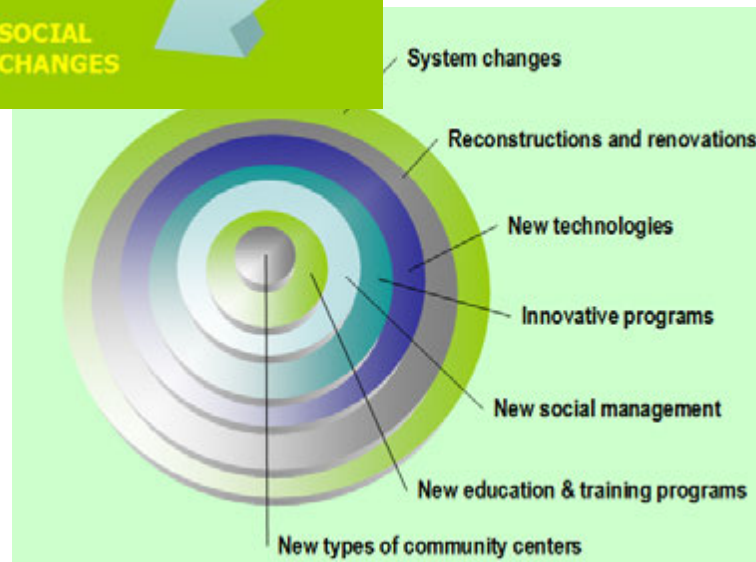 SOCIAL
CHANGES
System changes
Reconstructions and renovations
New technologies
Innovative programs
New social management
New education & training programs
New types of community centers